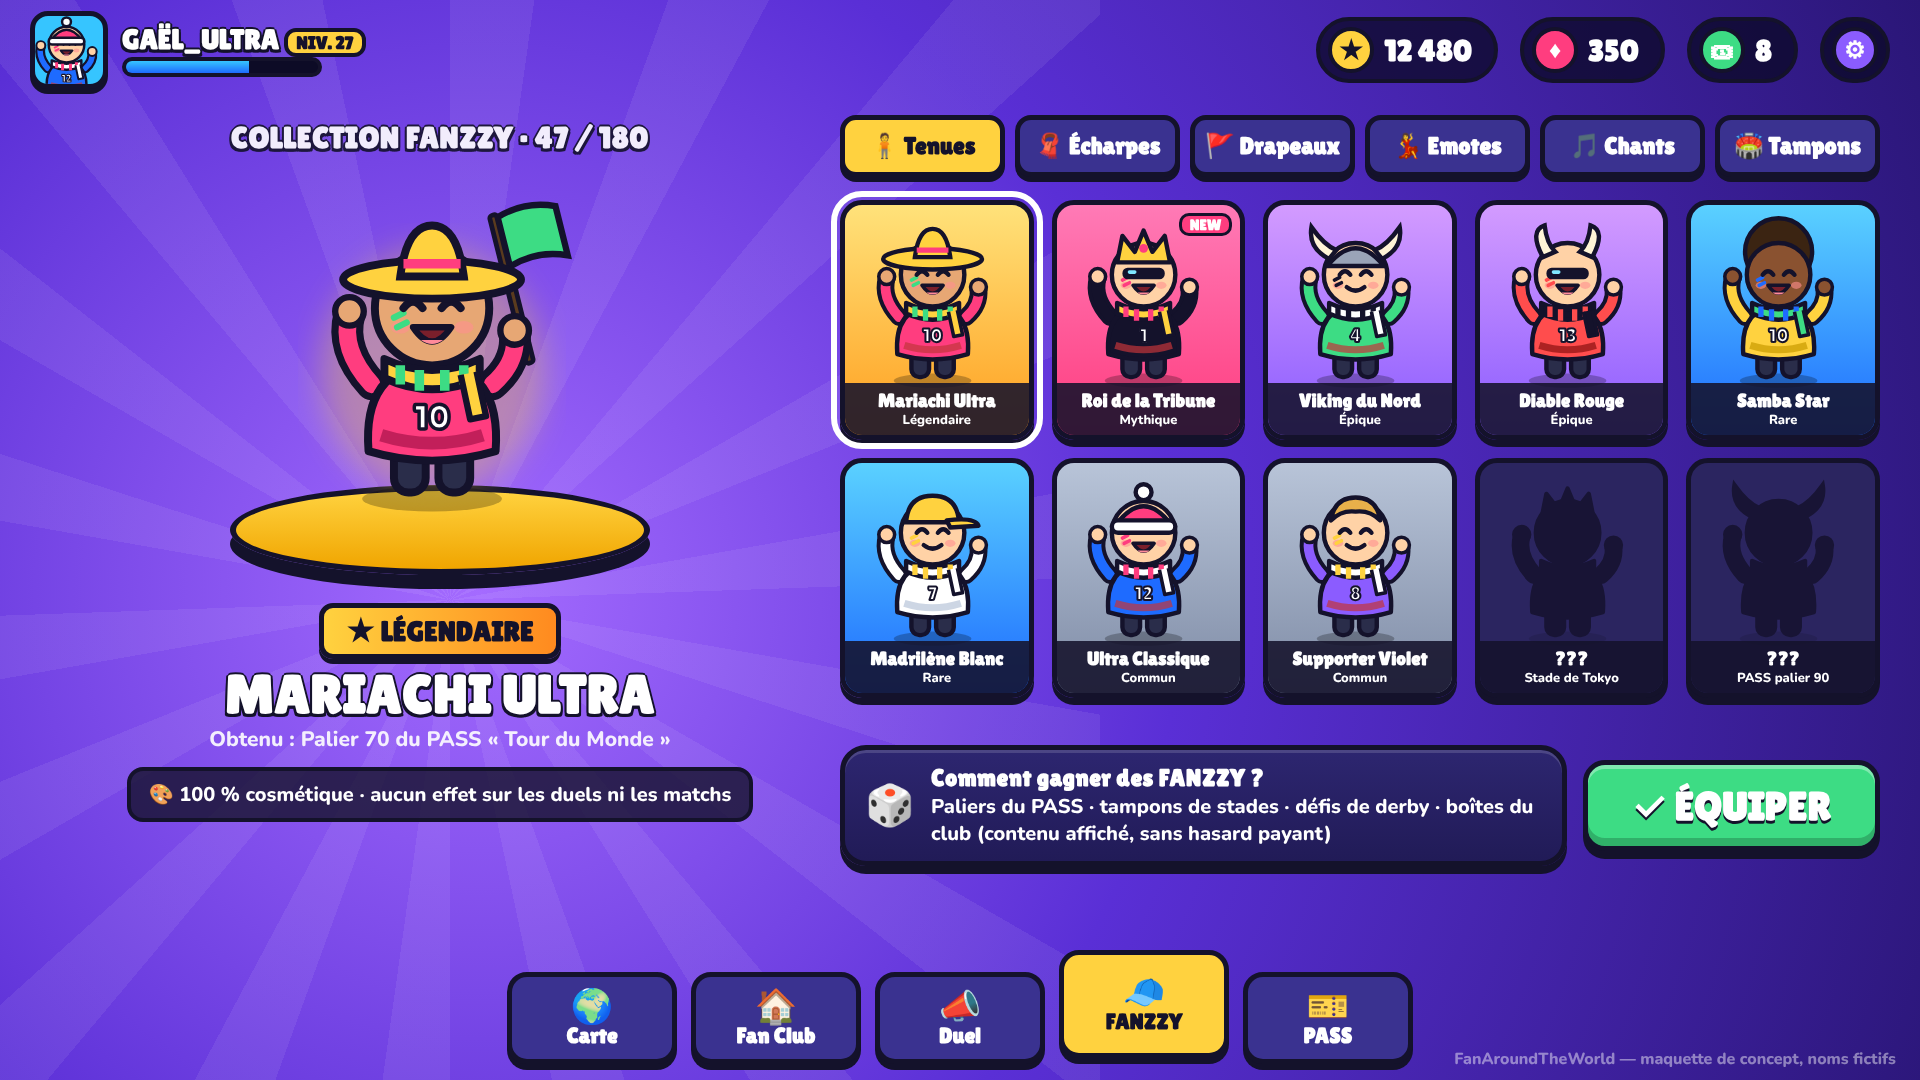 GAËL_ULTRA
NIV. 27
12 480
350
8
COLLECTION FANZZY · 47 / 180
Tenues
Écharpes
Drapeaux
Emotes
Chants
Tampons
10
★ LÉGENDAIRE
MARIACHI ULTRA
Obtenu : Palier 70 du PASS « Tour du Monde »
100 % cosmétique · aucun effet sur les duels ni les matchs
10
Mariachi Ultra
Légendaire
NEW
1
Roi de la Tribune
Mythique
4
Viking du Nord
Épique
13
Diable Rouge
Épique
10
Samba Star
Rare
7
Madrilène Blanc
Rare
12
Ultra Classique
Commun
8
Supporter Violet
Commun
???
Stade de Tokyo
???
PASS palier 90
Comment gagner des FANZZY ?
Paliers du PASS · tampons de stades · défis de derby · boîtes du
club (contenu affiché, sans hasard payant)
✓ ÉQUIPER
Carte
Fan Club
Duel
FANZZY
PASS
FanAroundTheWorld — maquette de concept, noms fictifs